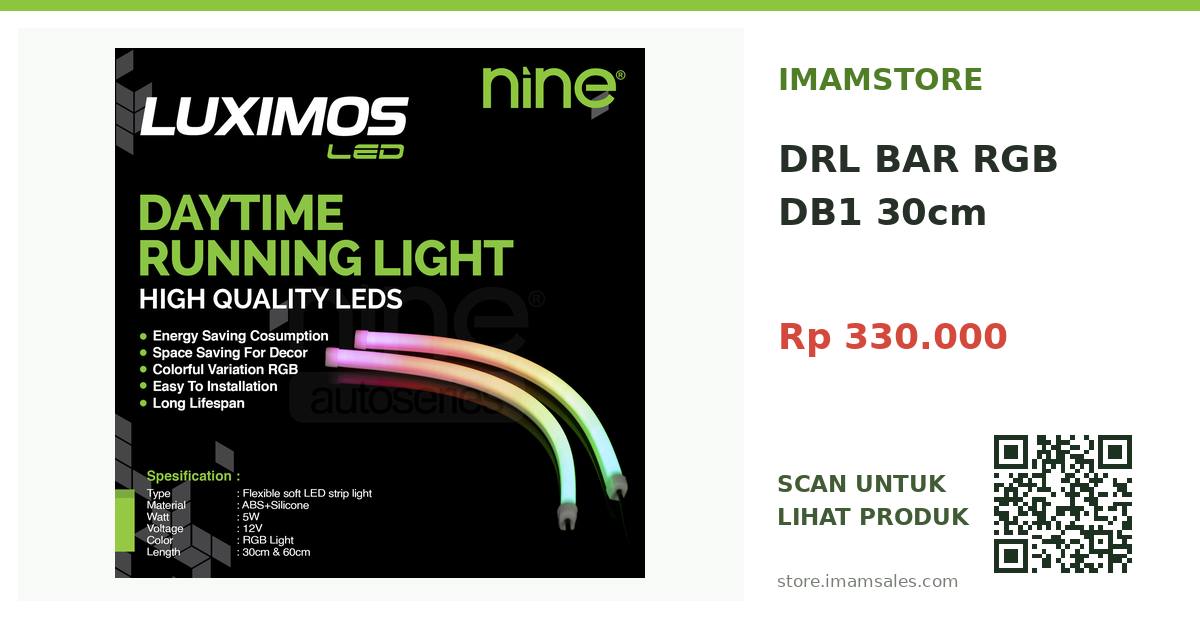 nine®
LUXIMOS
LED
DAYTIME
RUNNING LIGHT
HIGH QUALITY LEDS
Energy Saving Cosumption
Space Saving For Decor
Colorful Variation RGB
Easy To Installation
Long Lifespan
nine®
autoseries
Spesification :
Type : Flexible soft LED strip light
Material : ABS+Silicone
Watt : 5W
Voltage : 12V
Color : RGB Light
Length : 30cm & 60cm
IMAMSTORE
DRL BAR RGB
DB1 30cm
Rp 330.000
SCAN UNTUK
LIHAT PRODUK
store.imamsales.com